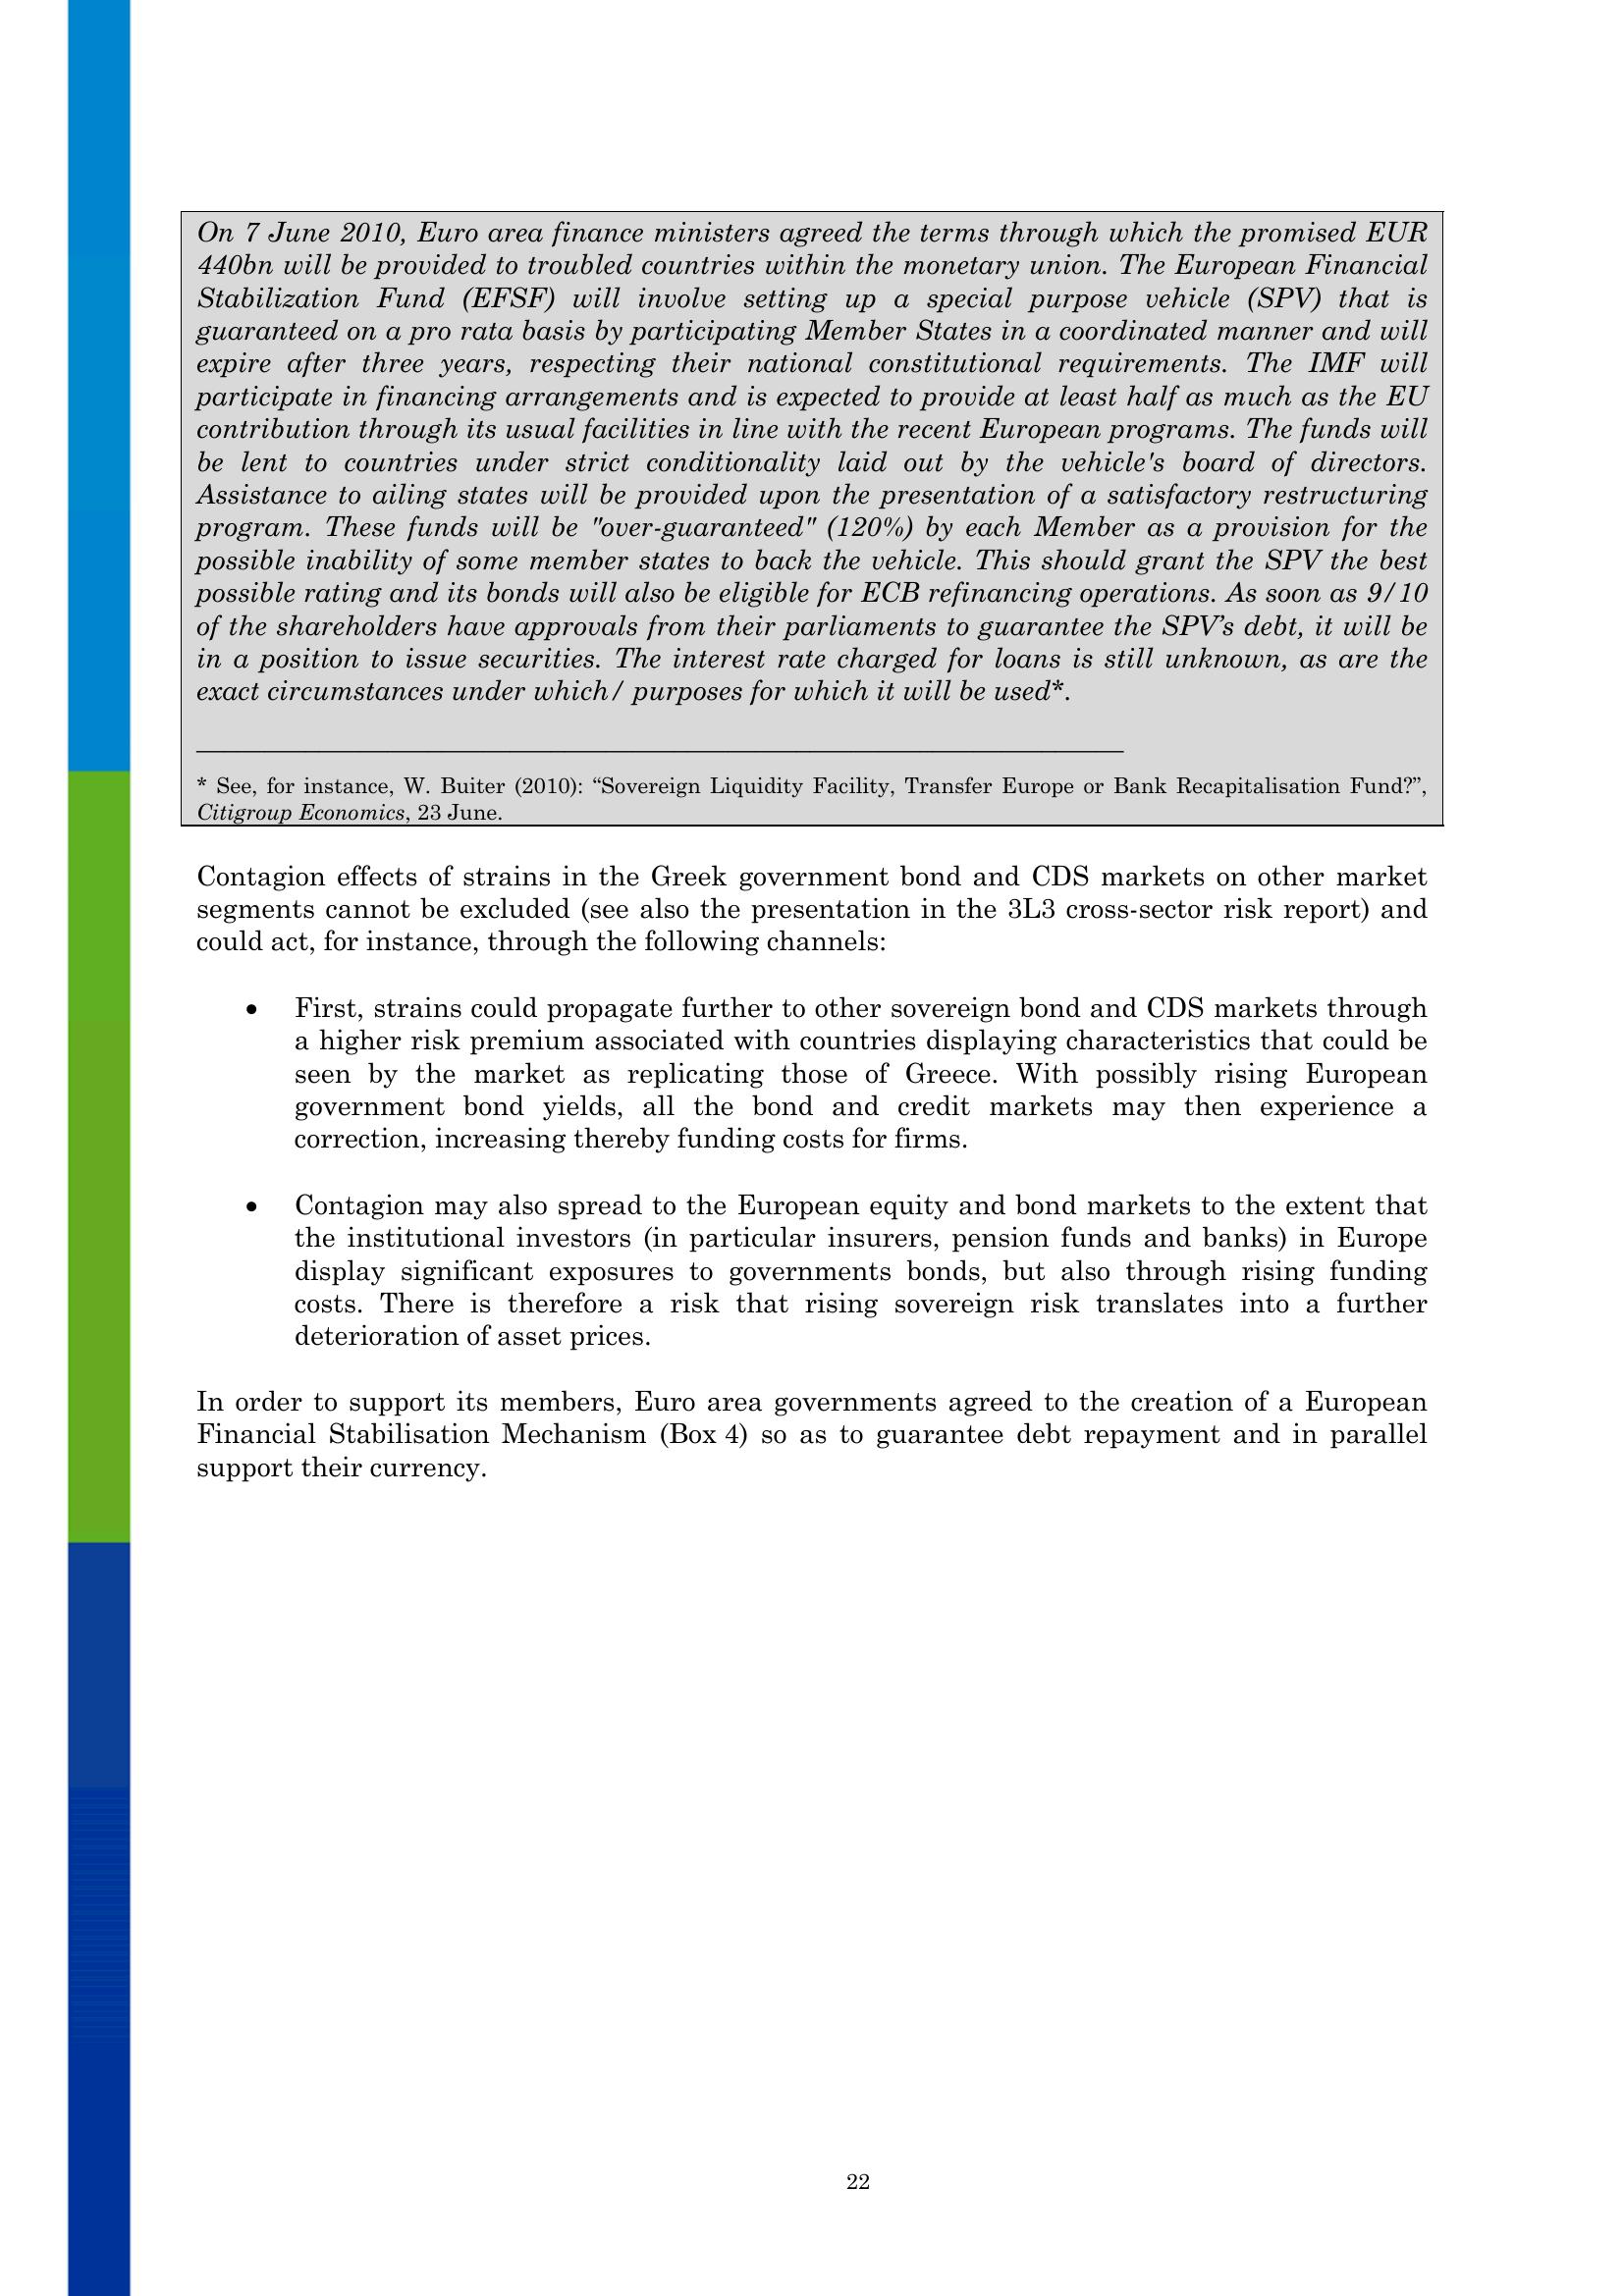 On 7 June 2010, Euro area finance ministers agreed the terms through which the promised EUR
440bn will be provided to troubled countries within the monetary union. The European Financial
Stabilization Fund (EFSF) will involve setting up a special purpose vehicle (SPV) that is
guaranteed on a pro rata basis by participating Member States in a coordinated manner and will
expire after three years, respecting their national constitutional requirements. The IMF will
participate in financing arrangements and is expected to provide at least half as much as the EU
contribution through its usual facilities in line with the recent European programs. The funds will
be lent to countries under strict conditionality laid out by the vehicle's board of directors.
Assistance to ailing states will be provided upon the presentation of a satisfactory restructuring
program. These funds will be "over-guaranteed" (120%) by each Member as a provision for the
possible inability of some member states to back the vehicle. This should grant the SPV the best
possible rating and its bonds will also be eligible for ECB refinancing operations. As soon as 9/10
of the shareholders have approvals from their parliaments to guarantee the SPV’s debt, it will be
in a position to issue securities. The interest rate charged for loans is still unknown, as are the
exact circumstances under which/ purposes for which it will be used*.
* See, for instance, W. Buiter (2010): “Sovereign Liquidity Facility, Transfer Europe or Bank Recapitalisation Fund?”,
Citigroup Economics, 23 June.
Contagion effects of strains in the Greek government bond and CDS markets on other market
segments cannot be excluded (see also the presentation in the 3L3 cross-sector risk report) and
could act, for instance, through the following channels:
• First, strains could propagate further to other sovereign bond and CDS markets through
a higher risk premium associated with countries displaying characteristics that could be
seen by the market as replicating those of Greece. With possibly rising European
government bond yields, all the bond and credit markets may then experience a
correction, increasing thereby funding costs for firms.
• Contagion may also spread to the European equity and bond markets to the extent that
the institutional investors (in particular insurers, pension funds and banks) in Europe
display significant exposures to governments bonds, but also through rising funding
costs. There is therefore a risk that rising sovereign risk translates into a further
deterioration of asset prices.
In order to support its members, Euro area governments agreed to the creation of a European
Financial Stabilisation Mechanism (Box 4) so as to guarantee debt repayment and in parallel
support their currency.
22